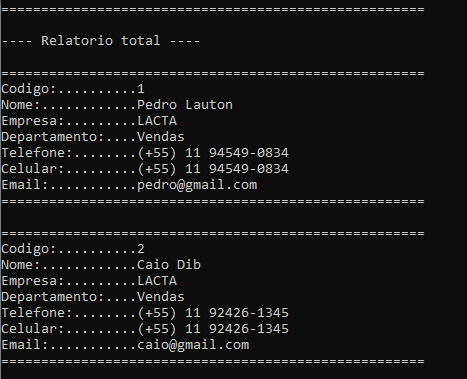 =====================================================
---- Relatorio total ----
=====================================================
Codigo:..........1
Nome:............Pedro Lauton
Empresa:.........LACTA
Departamento:....Vendas
Telefone:........(+55) 11 94549-0834
Celular:.........(+55) 11 94549-0834
Email:...........pedro@gmail.com
=====================================================
=====================================================
Codigo:..........2
Nome:............Caio Dib
Empresa:.........LACTA
Departamento:....Vendas
Telefone:........(+55) 11 92426-1345
Celular:.........(+55) 11 92426-1345
Email:...........caio@gmail.com
=====================================================